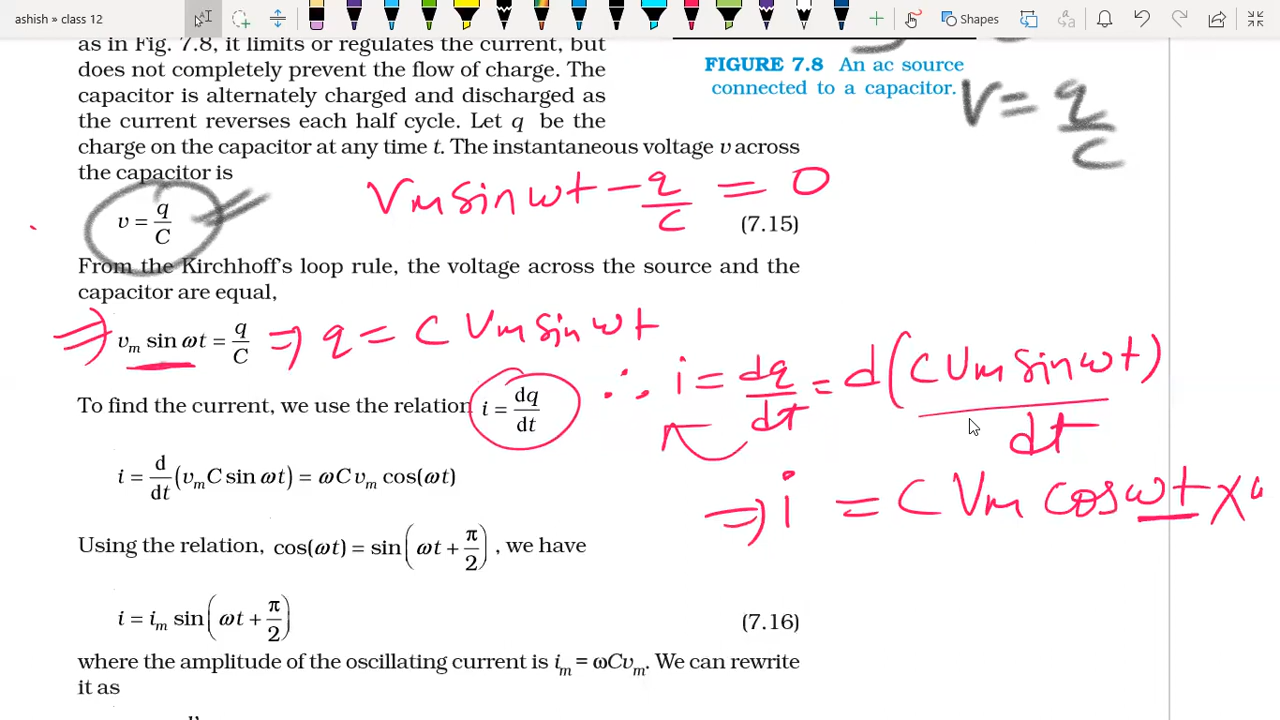 ashish » class 12
Shapes
as in Fig. 7.8, it limits or regulates the current, but
does not completely prevent the flow of charge. The
capacitor is alternately charged and discharged as
the current reverses each half cycle. Let q be the
charge on the capacitor at any time t. The instantaneous voltage v across
the capacitor is
FIGURE 7.8 An ac source
connected to a capacitor.
V = q/C
Vm sin ωt − q/C = 0
v = q/C (7.15)
From the Kirchhoff's loop rule, the voltage across the source and the
capacitor are equal,
⇒ vₘ sin ωt = q/C ⇒ q = C Vm sin ωt
To find the current, we use the relation i = dq/dt
∴ i = dq/dt = d(C Vm sin ωt)/dt
i = d/dt (vₘ C sin ωt) = ωC vₘ cos(ωt)
⇒ i = C Vm cos ωt ×
Using the relation, cos(ωt) = sin(ωt + π/2), we have
i = iₘ sin(ωt + π/2) (7.16)
where the amplitude of the oscillating current is iₘ = ωCvₘ. We can rewrite
it as